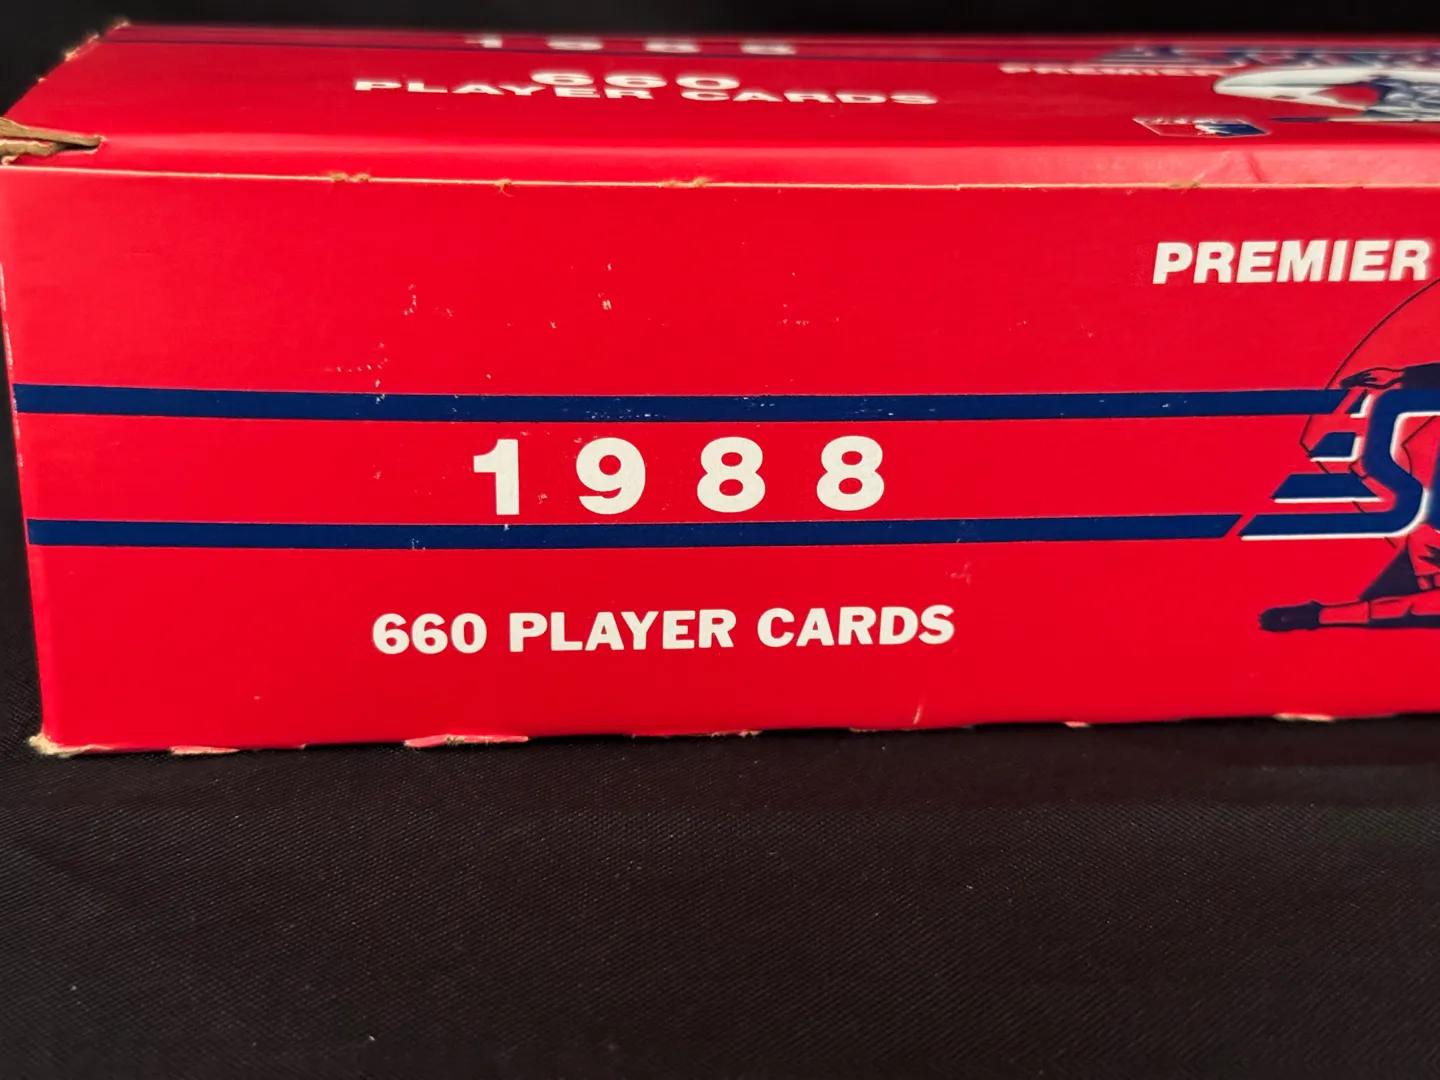 1988
660
PLAYER CARDS
PREMIER
PREMIER
1988
660 PLAYER CARDS